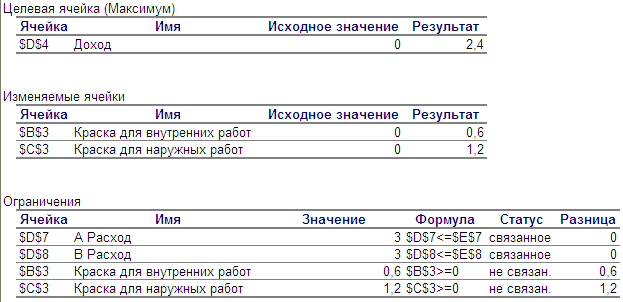 Целевая ячейка (Максимум)
Ячейка Имя Исходное значение Результат
$D$4 Доход 0 2,4
Изменяемые ячейки
Ячейка Имя Исходное значение Результат
$B$3 Краска для внутренних работ 0 0,6
$C$3 Краска для наружных работ 0 1,2
Ограничения
Ячейка Имя Значение Формула Статус Разница
$D$7 А Расход 3 $D$7<=$E$7 связанное 0
$D$8 В Расход 3 $D$8<=$E$8 связанное 0
$B$3 Краска для внутренних работ 0,6 $B$3>=0 не связан. 0,6
$C$3 Краска для наружных работ 1,2 $C$3>=0 не связан. 1,2